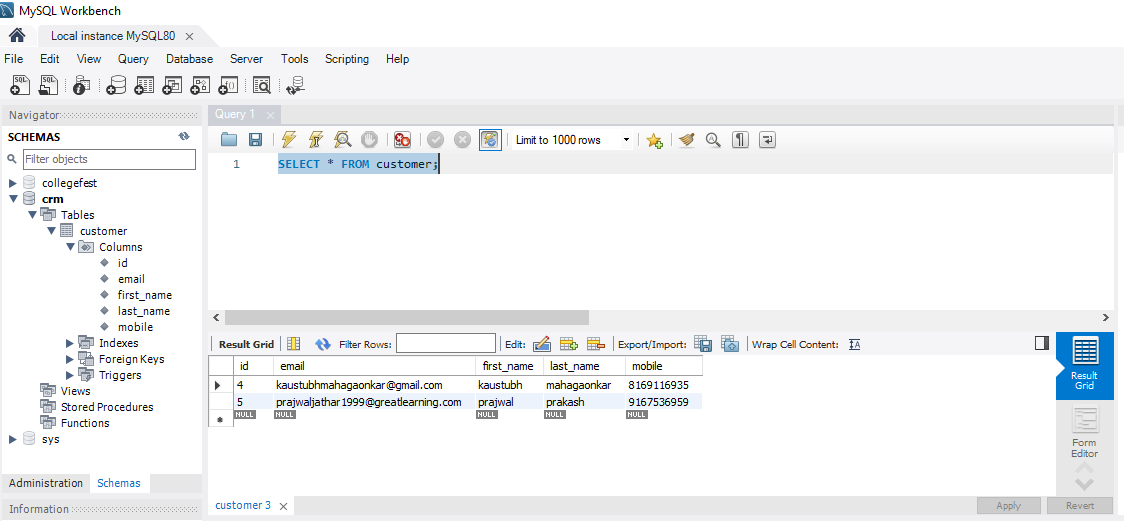 MySQL Workbench
Local instance MySQL80
File Edit View Query Database Server Tools Scripting Help
SQL SQL
Navigator
SCHEMAS
Filter objects
collegefest
crm
Tables
customer
Columns
id
email
first_name
last_name
mobile
Indexes
Foreign Keys
Triggers
Views
Stored Procedures
Functions
sys
Administration Schemas
Information
Query 1
Limit to 1000 rows
1 SELECT * FROM customer;
Result Grid Filter Rows: Edit: Export/Import: Wrap Cell Content: IA
id email first_name last_name mobile
4 kaustubhmahagaonkar@gmail.com kaustubh mahagaonkar 8169116935
5 prajwaljathar1999@greatlearning.com prajwal prakash 9167536959
NULL NULL NULL NULL NULL
Result Grid
Form Editor
customer 3
Apply Revert